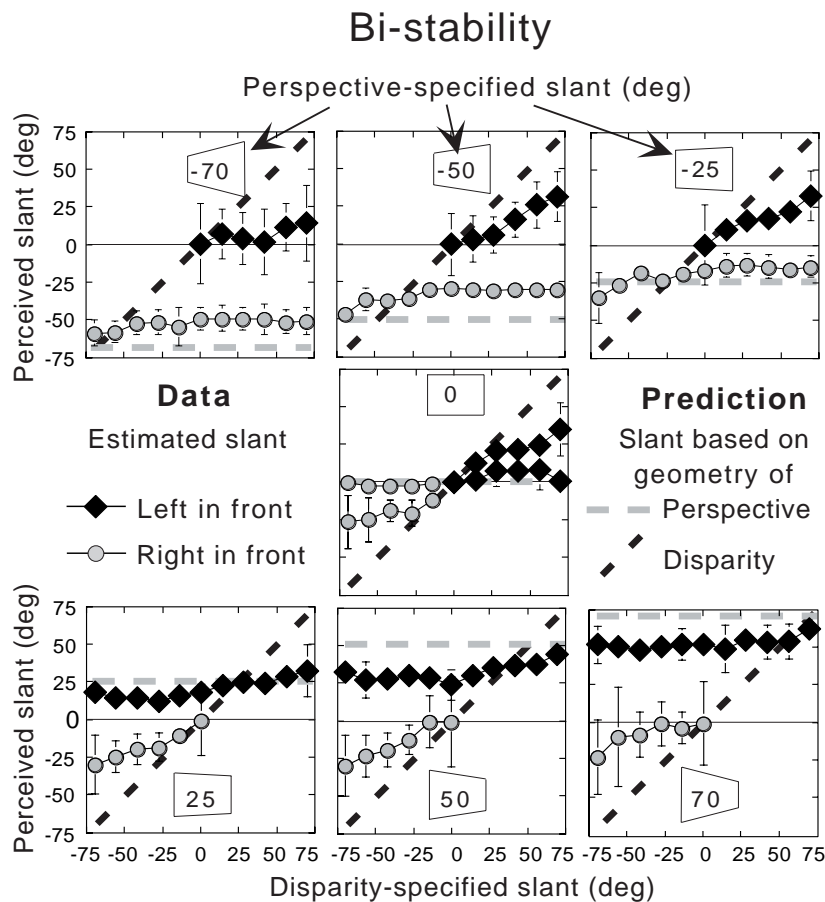 Bi-stability
Perspective-specified slant (deg)
Perceived slant (deg)
75
50
25
0
-25
-50
-75
-70
-50
-25
Data
Estimated slant
Left in front
Right in front
0
Prediction
Slant based on
geometry of
Perspective
Disparity
Perceived slant (deg)
75
50
25
0
-25
-50
-75
25
50
70
-75 -50 -25 0 25 50 75
-75 -50 -25 0 25 50 75
-75 -50 -25 0 25 50 75
Disparity-specified slant (deg)